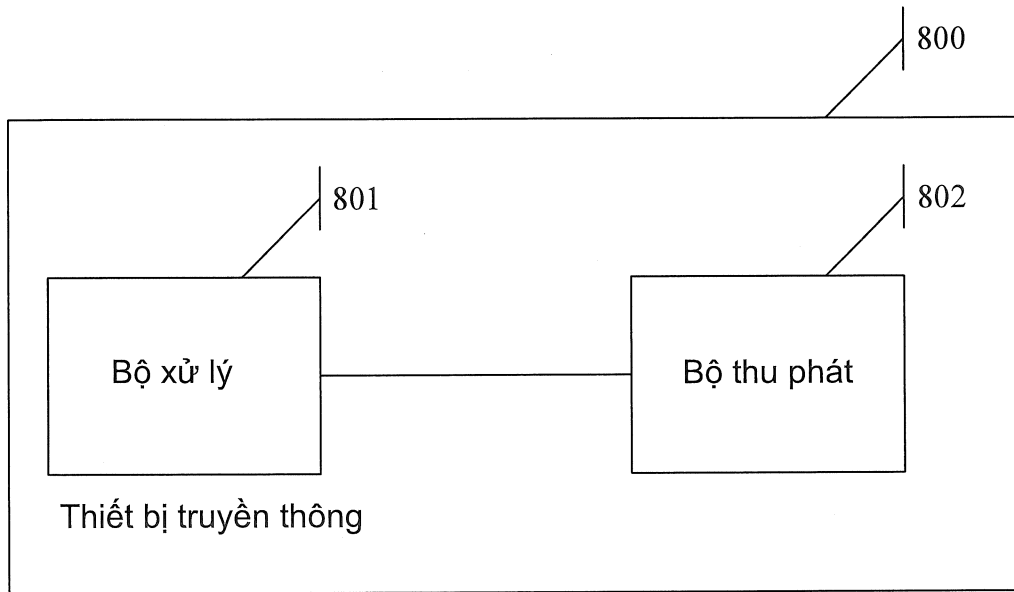 800
801
802
Bộ xử lý
Bộ thu phát
Thiết bị truyền thông